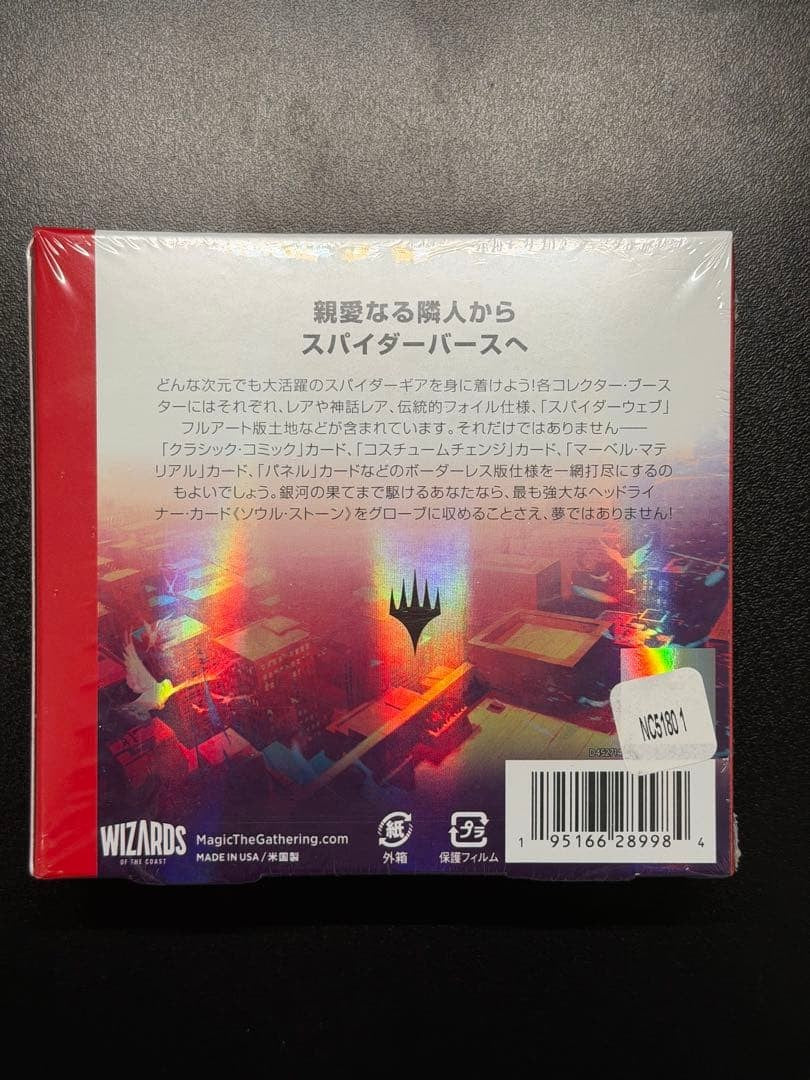 親愛なる隣人から
スパイダーバースへ
どんな次元でも大活躍のスパイダーギアを身に着けよう!各コレクター・ブース
ターにはそれぞれ、レアや神話レア、伝統的フォイル仕様、「スパイダーウェブ」
フルアート版土地などが含まれています。それだけではありません――
「クラシック・コミック」カード、「コスチュームチェンジ」カード、「マーベル・マテ
リアル」カード、「パネル」カードなどのボーダーレス版仕様を一網打尽にするの
もよいでしょう。銀河の果てまで駆けるあなたなら、最も強大なヘッドライ
ナー・カード《ソウル・ストーン》をグローブに収めることさえ、夢ではありません!
NC5180 1
WIZARDS
OF THE COAST
MagicTheGathering.com
MADE IN USA / 米国製
紙
外箱
プラ
保護フィルム
1 95166 28998 4